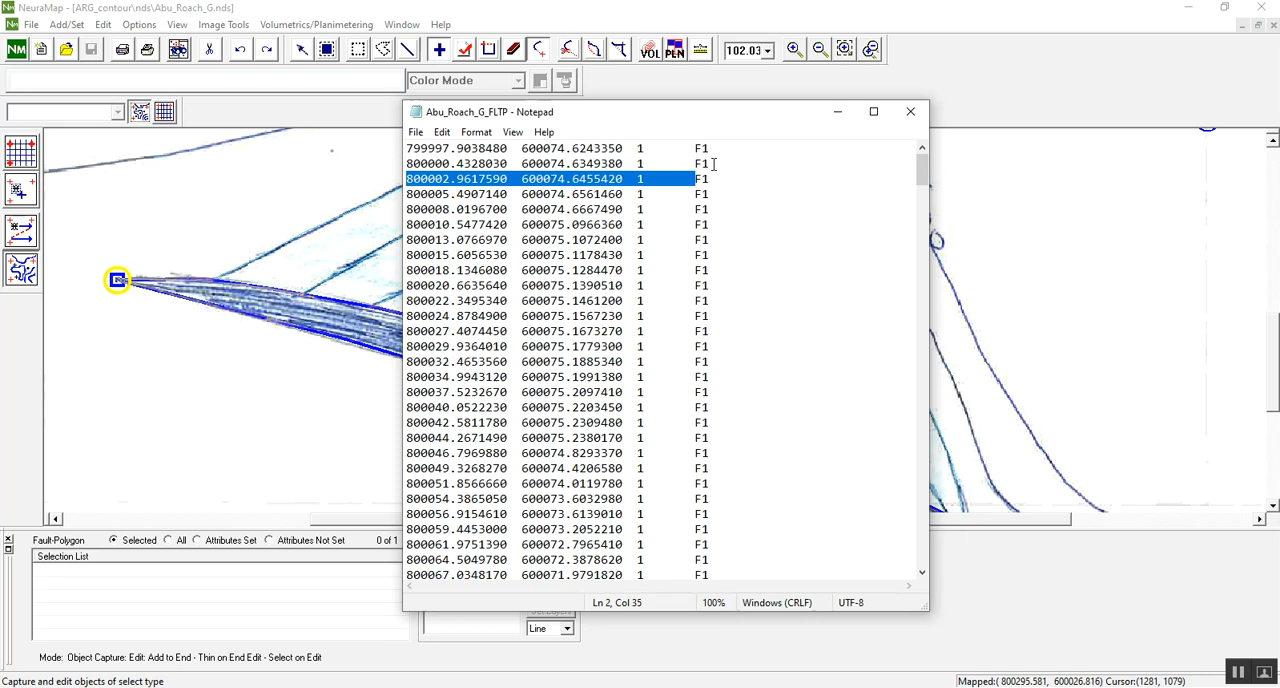 NeuraMap - [ARG_contour\nds\Abu_Roach_G.nds]
Nm File Add/Set Edit Options View Image Tools Volumetrics/Planimetering Window Help
NM VOL PLN 102.03
Color Mode
Abu_Roach_G_FLTP - Notepad
File Edit Format View Help
799997.9038480 600074.6243350 1 F1
800000.4328030 600074.6349380 1 F1
800002.9617590 600074.6455420 1 F1
800005.4907140 600074.6561460 1 F1
800008.0196700 600074.6667490 1 F1
800010.5477420 600075.0966360 1 F1
800013.0766970 600075.1072400 1 F1
800015.6056530 600075.1178430 1 F1
800018.1346080 600075.1284470 1 F1
800020.6635640 600075.1390510 1 F1
800022.3495340 600075.1461200 1 F1
800024.8784900 600075.1567230 1 F1
800027.4074450 600075.1673270 1 F1
800029.9364010 600075.1779300 1 F1
800032.4653560 600075.1885340 1 F1
800034.9943120 600075.1991380 1 F1
800037.5232670 600075.2097410 1 F1
800040.0522230 600075.2203450 1 F1
800042.5811780 600075.2309480 1 F1
800044.2671490 600075.2380170 1 F1
800046.7969880 600074.8293370 1 F1
800049.3268270 600074.4206580 1 F1
800051.8566660 600074.0119780 1 F1
800054.3865050 600073.6032980 1 F1
800056.9154610 600073.6139010 1 F1
800059.4453000 600073.2052210 1 F1
800061.9751390 600072.7965410 1 F1
800064.5049780 600072.3878620 1 F1
800067.0348170 600071.9791820 1 F1
Ln 2, Col 35 100% Windows (CRLF) UTF-8
Fault-Polygon Selected All Attributes Set Attributes Not Set 0 of 1
Selection List
Line
Mode: Object Capture: Edit: Add to End - Thin on End Edit - Select on Edit
Capture and edit objects of select type
Mapped:( 800295.581, 600026.816) Cursor:(1281, 1079)